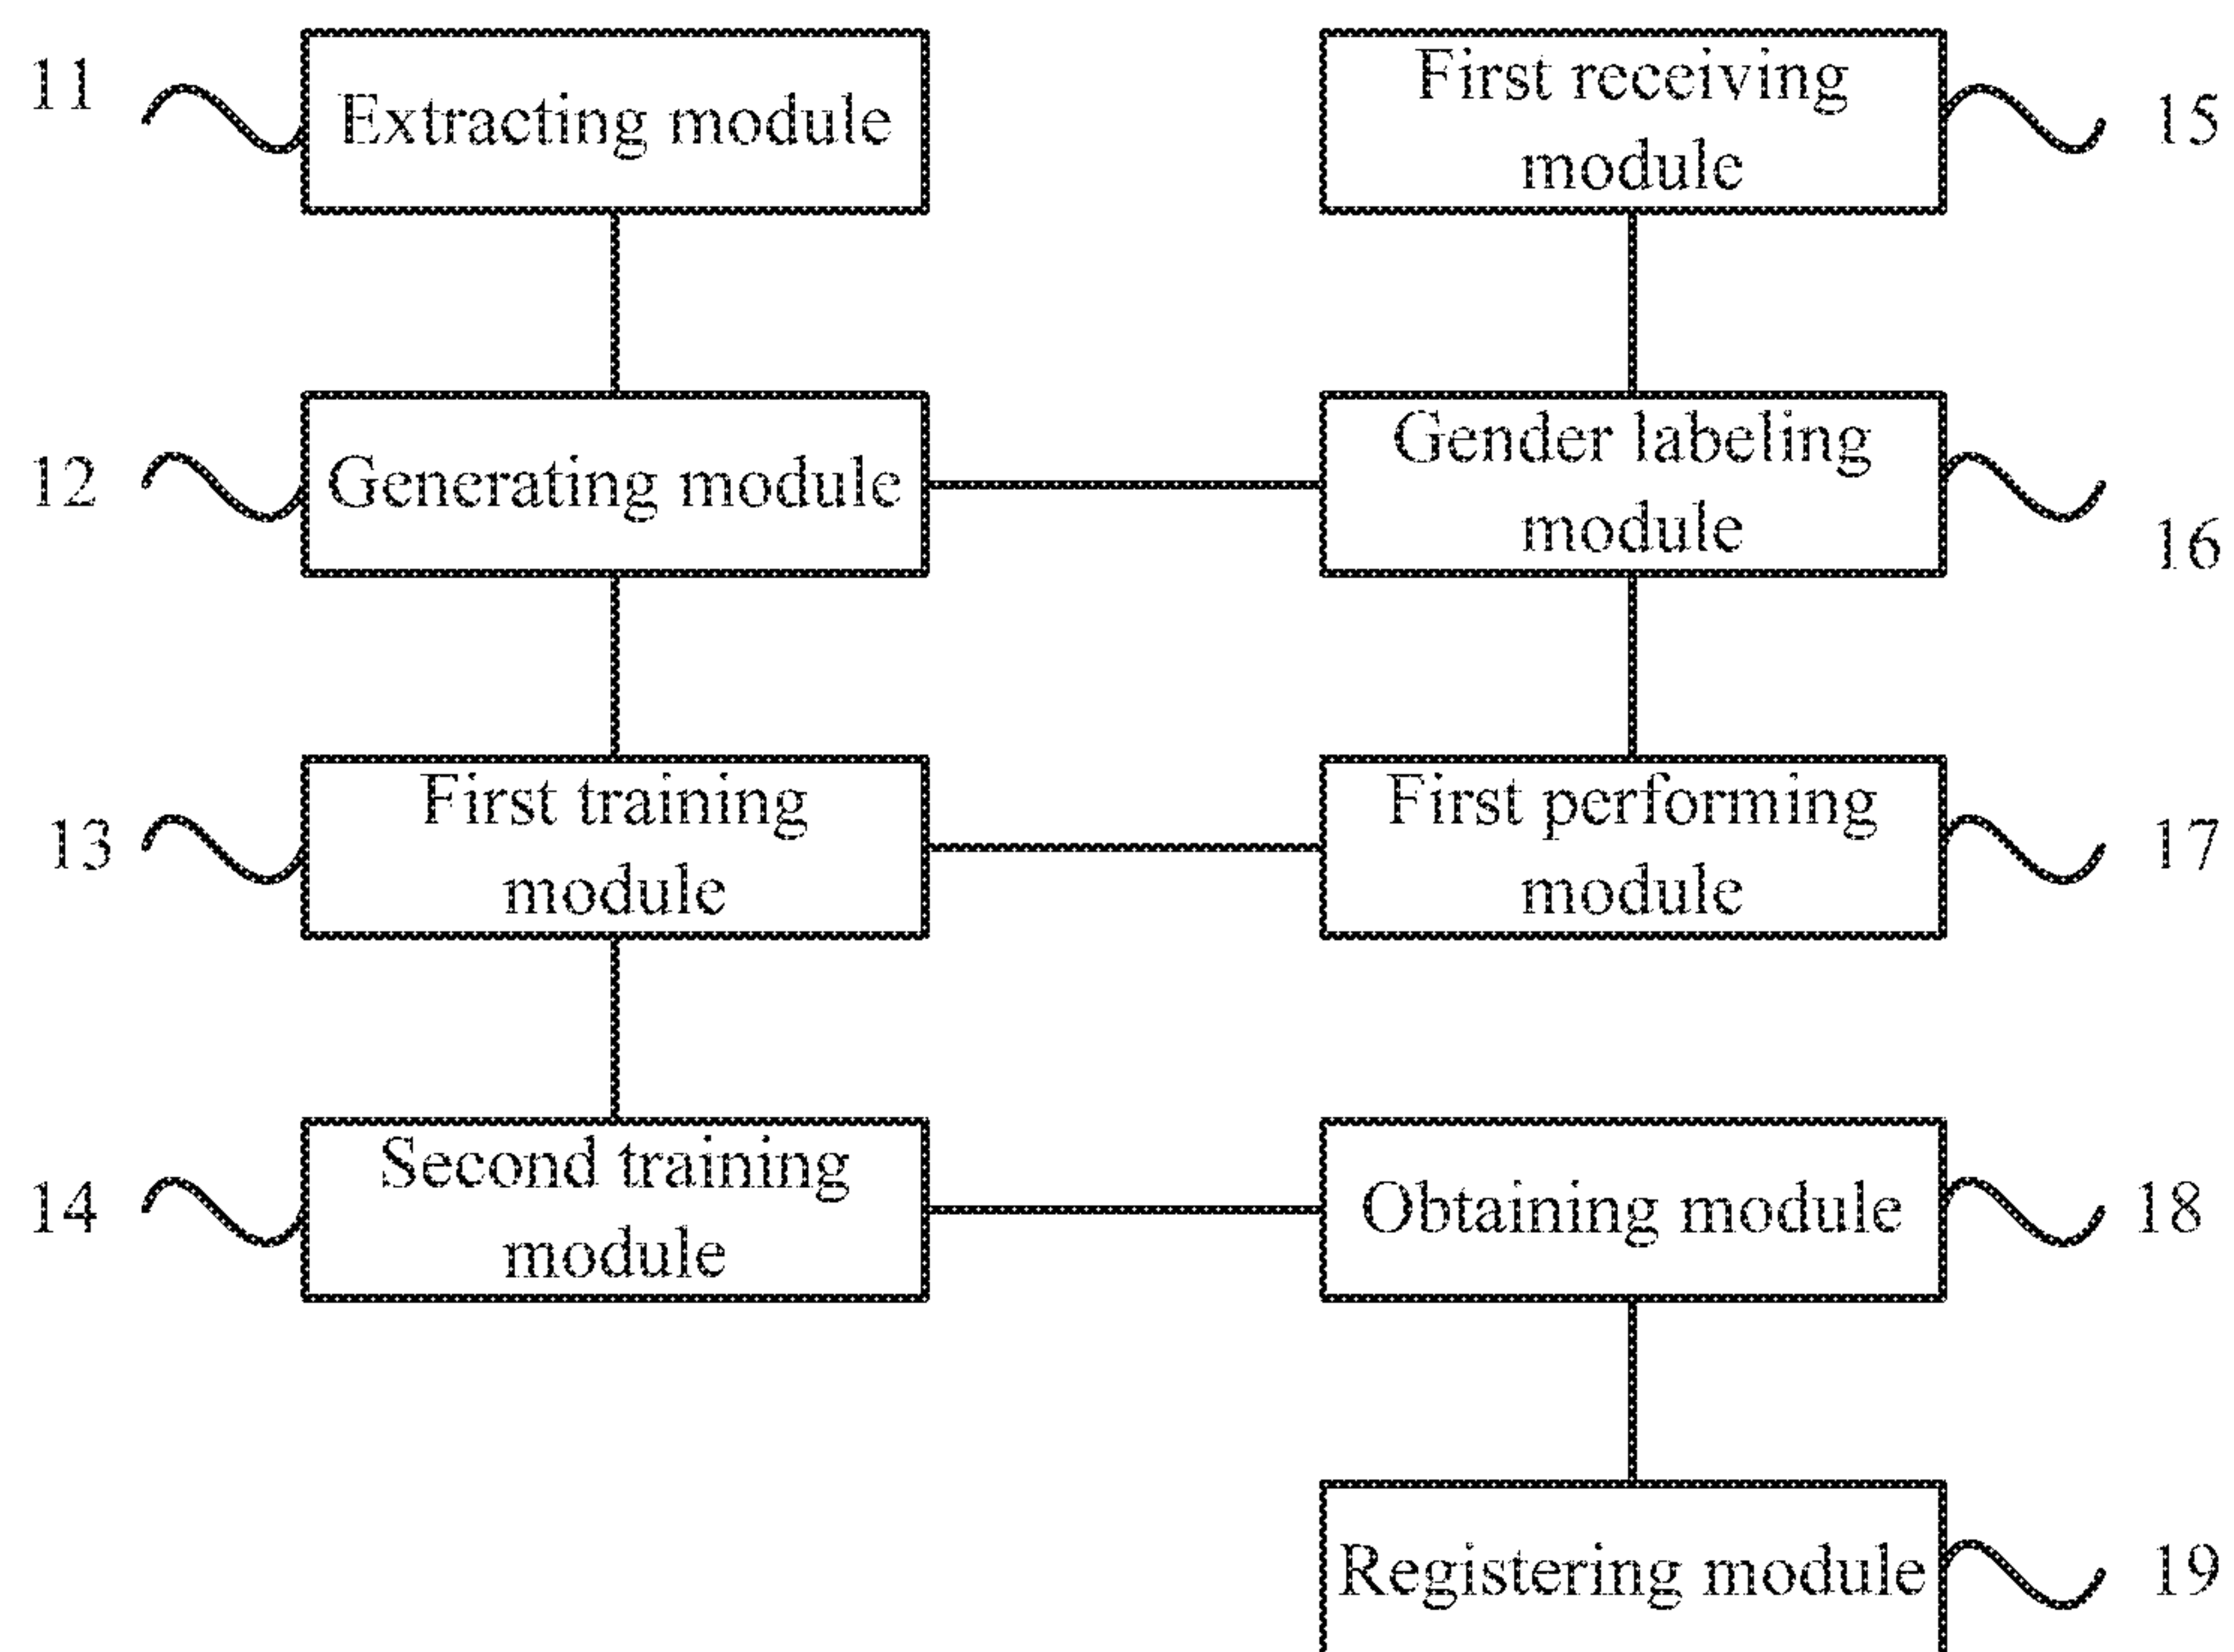 11
Extracting module
First receiving
module
15
12
Generating module
Gender labeling
module
16
13
First training
module
First performing
module
17
14
Second training
module
Obtaining module
18
Registering module
19